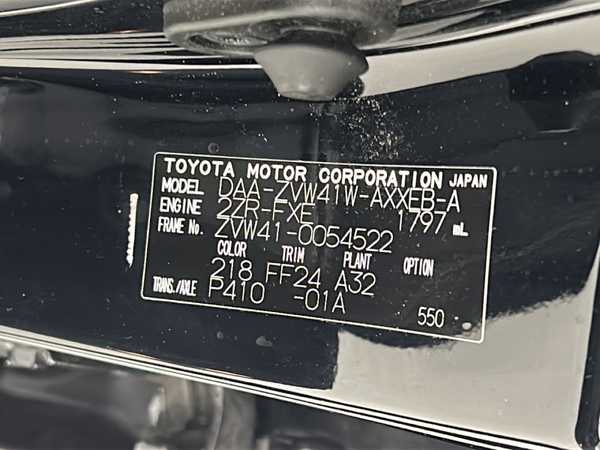 TOYOTA MOTOR CORPORATION JAPAN
MODEL DAA-ZVW41W-AXXEB-A
ENGINE 2ZR-FXE 1797 mL
FRAME No. ZVW41-0054522
COLOR TRIM PLANT OPTION
218 FF24 A32
TRANS./AXLE P410 -01A
550